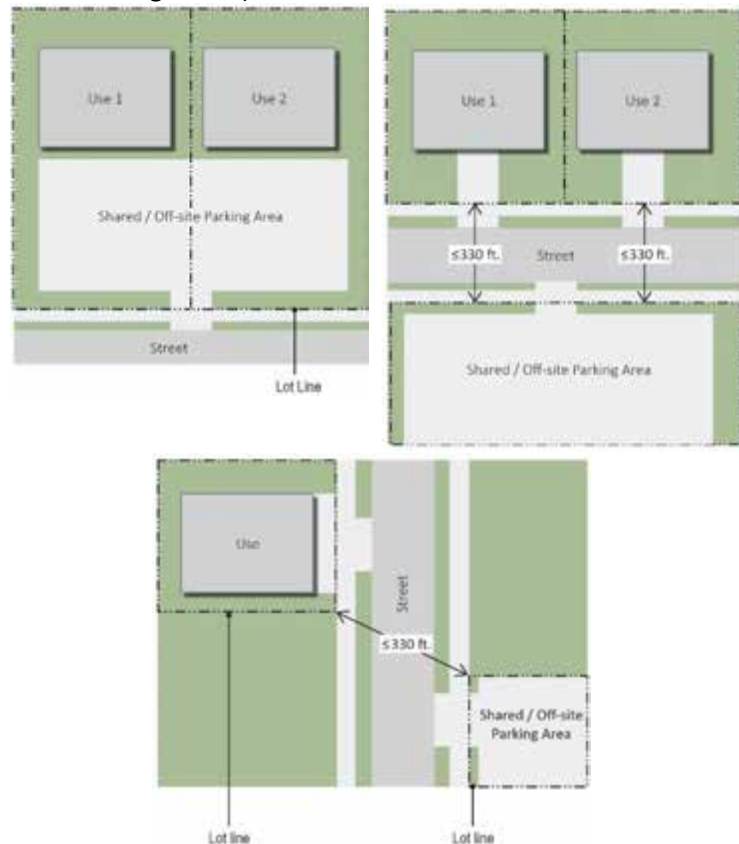 Use 1
Use 2
Shared / Off-site Parking Area
Street
Lot Line
Use 1
Use 2
≤330 ft.
Street
≤330 ft.
Shared / Off-site Parking Area
Use
Street
≤330 ft.
Shared / Off-site
Parking Area
Lot line
Lot line